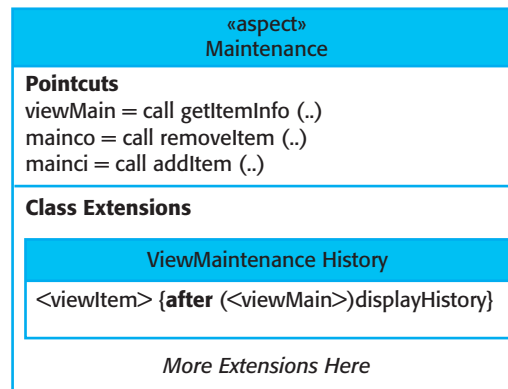 «aspect»
Maintenance
Pointcuts
viewMain = call getItemInfo (..)
mainco = call removeItem (..)
mainci = call addItem (..)
Class Extensions
ViewMaintenance History
<viewItem> {after (<viewMain>)displayHistory}
More Extensions Here